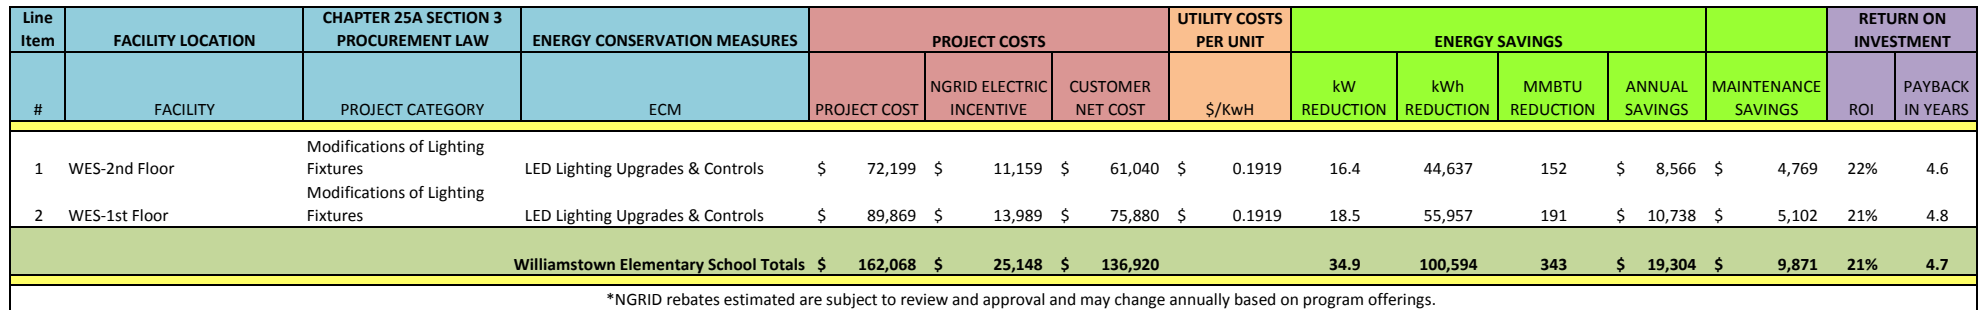 Line CHAPTER 25A SECTION 3 UTILITY COSTS RETURN ON
Item FACILITY LOCATION PROCUREMENT LAW ENERGY CONSERVATION MEASURES PROJECT COSTS PER UNIT ENERGY SAVINGS INVESTMENT
NGRID ELECTRIC CUSTOMER kW kWh MMBTU ANNUAL MAINTENANCE PAYBACK
# FACILITY PROJECT CATEGORY ECM PROJECT COST INCENTIVE NET COST $/KwH REDUCTION REDUCTION REDUCTION SAVINGS SAVINGS ROI IN YEARS
Modifications of Lighting
1 WES-2nd Floor Fixtures LED Lighting Upgrades & Controls $ 72,199 $ 11,159 $ 61,040 $ 0.1919 16.4 44,637 152 $ 8,566 $ 4,769 22% 4.6
Modifications of Lighting
2 WES-1st Floor Fixtures LED Lighting Upgrades & Controls $ 89,869 $ 13,989 $ 75,880 $ 0.1919 18.5 55,957 191 $ 10,738 $ 5,102 21% 4.8
Williamstown Elementary School Totals $ 162,068 $ 25,148 $ 136,920 34.9 100,594 343 $ 19,304 $ 9,871 21% 4.7
*NGRID rebates estimated are subject to review and approval and may change annually based on program offerings.